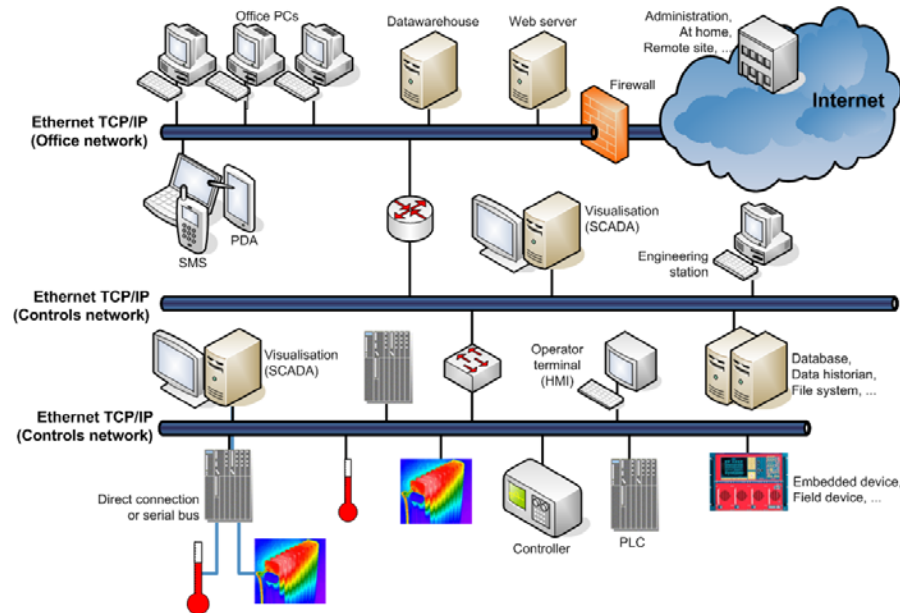 Office PCs
Datawarehouse
Web server
Administration,
At home,
Remote site, ...
Firewall
Internet
Ethernet TCP/IP
(Office network)
SMS
PDA
Visualisation
(SCADA)
Engineering
station
Ethernet TCP/IP
(Controls network)
Visualisation
(SCADA)
Operator
terminal
(HMI)
Database,
Data historian,
File system, ...
Ethernet TCP/IP
(Controls network)
Direct connection
or serial bus
Controller
PLC
Embedded device,
Field device, ...